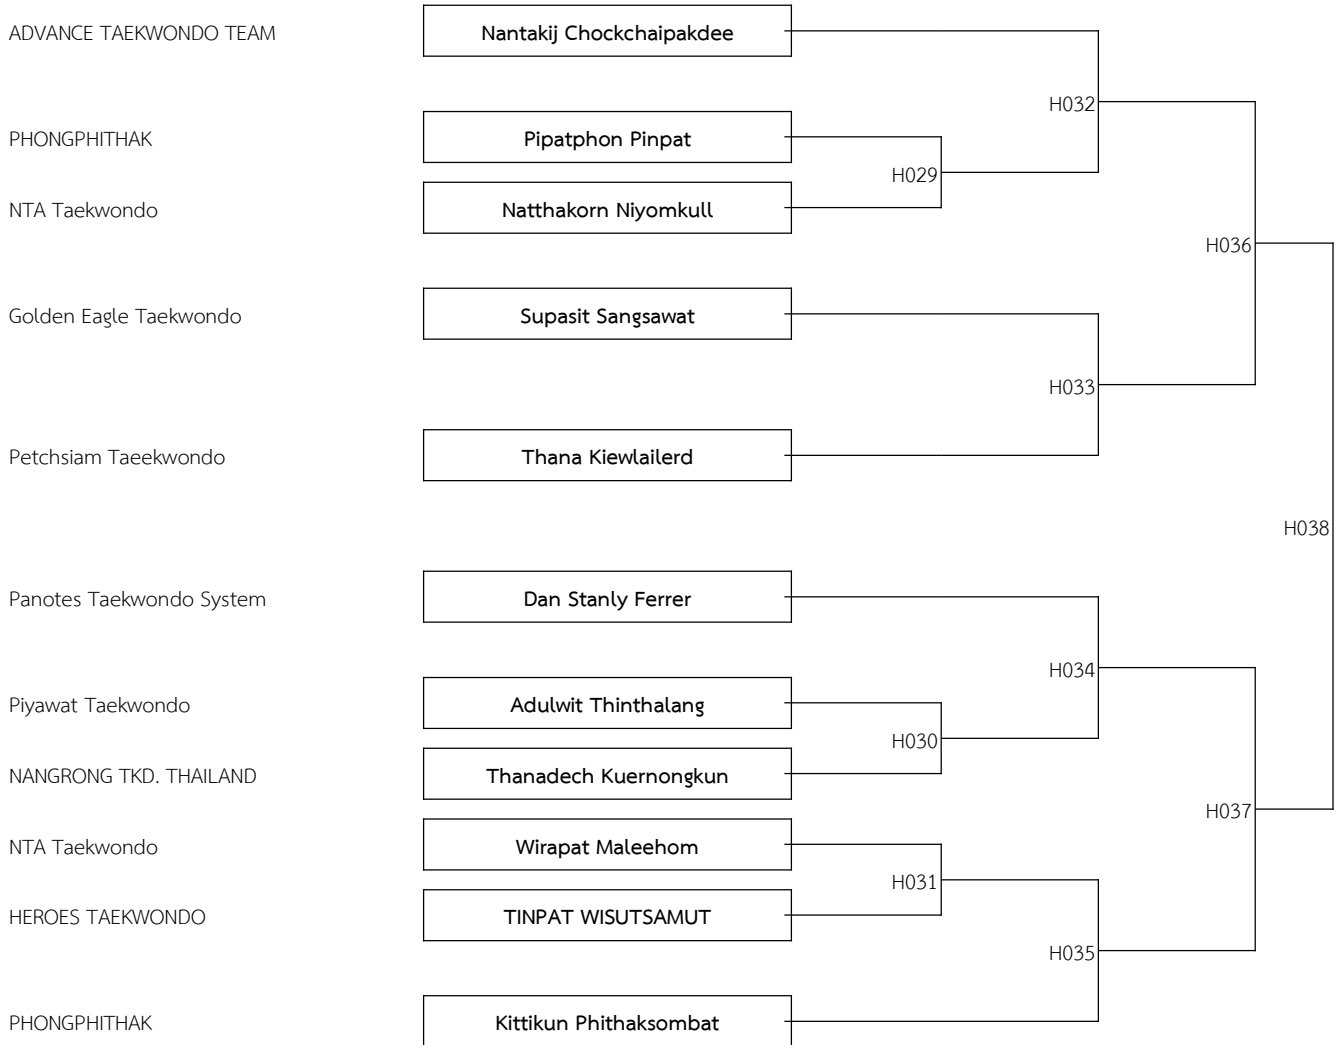 ADVANCE TAEKWONDO TEAM Nantakij Chockchaipakdee
H032
PHONGPHITHAK Pipatphon Pinpat
H029
NTA Taekwondo Natthakorn Niyomkull
H036
Golden Eagle Taekwondo Supasit Sangsawat
H033
Petchsiam Taeekwondo Thana Kiewlailerd
H038
Panotes Taekwondo System Dan Stanly Ferrer
H034
Piyawat Taekwondo Adulwit Thinthalang
H030
NANGRONG TKD. THAILAND Thanadech Kuernongkun
H037
NTA Taekwondo Wirapat Maleehom
H031
HEROES TAEKWONDO TINPAT WISUTSAMUT
H035
PHONGPHITHAK Kittikun Phithaksombat